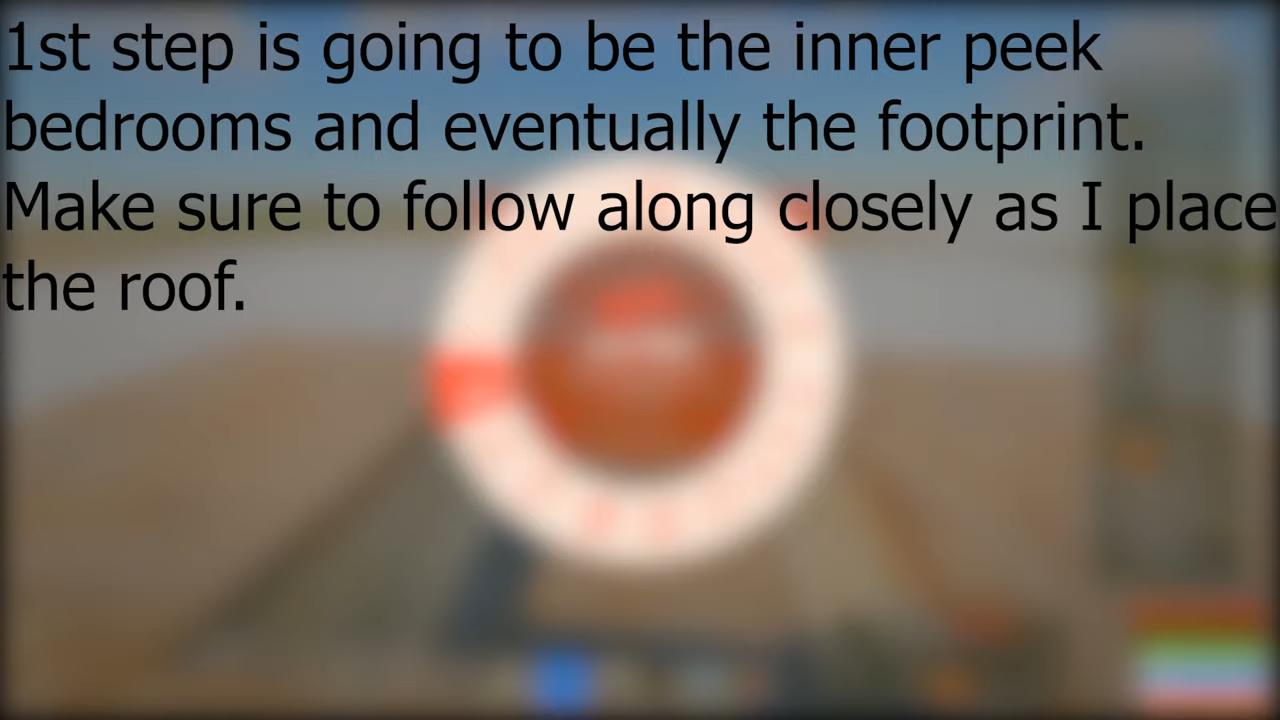 1st step is going to be the inner peek
bedrooms and eventually the footprint.
Make sure to follow along closely as I place
the roof.